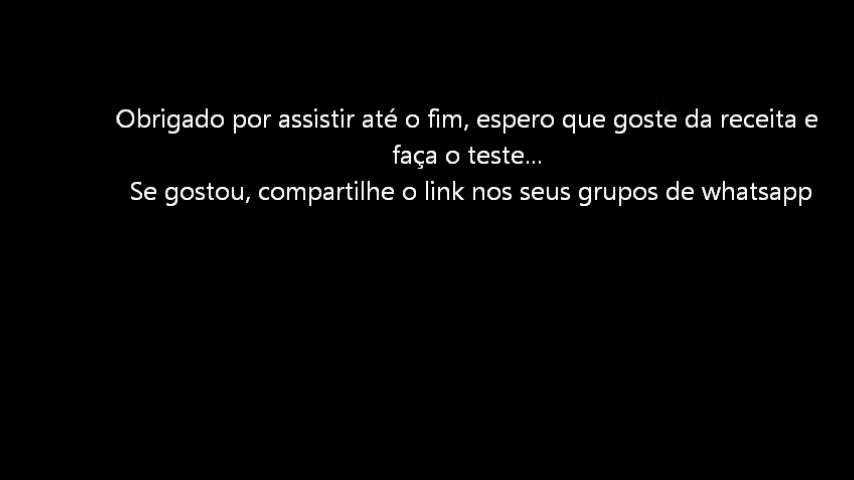 Obrigado por assistir até o fim, espero que goste da receita e
faça o teste...
Se gostou, compartilhe o link nos seus grupos de whatsapp